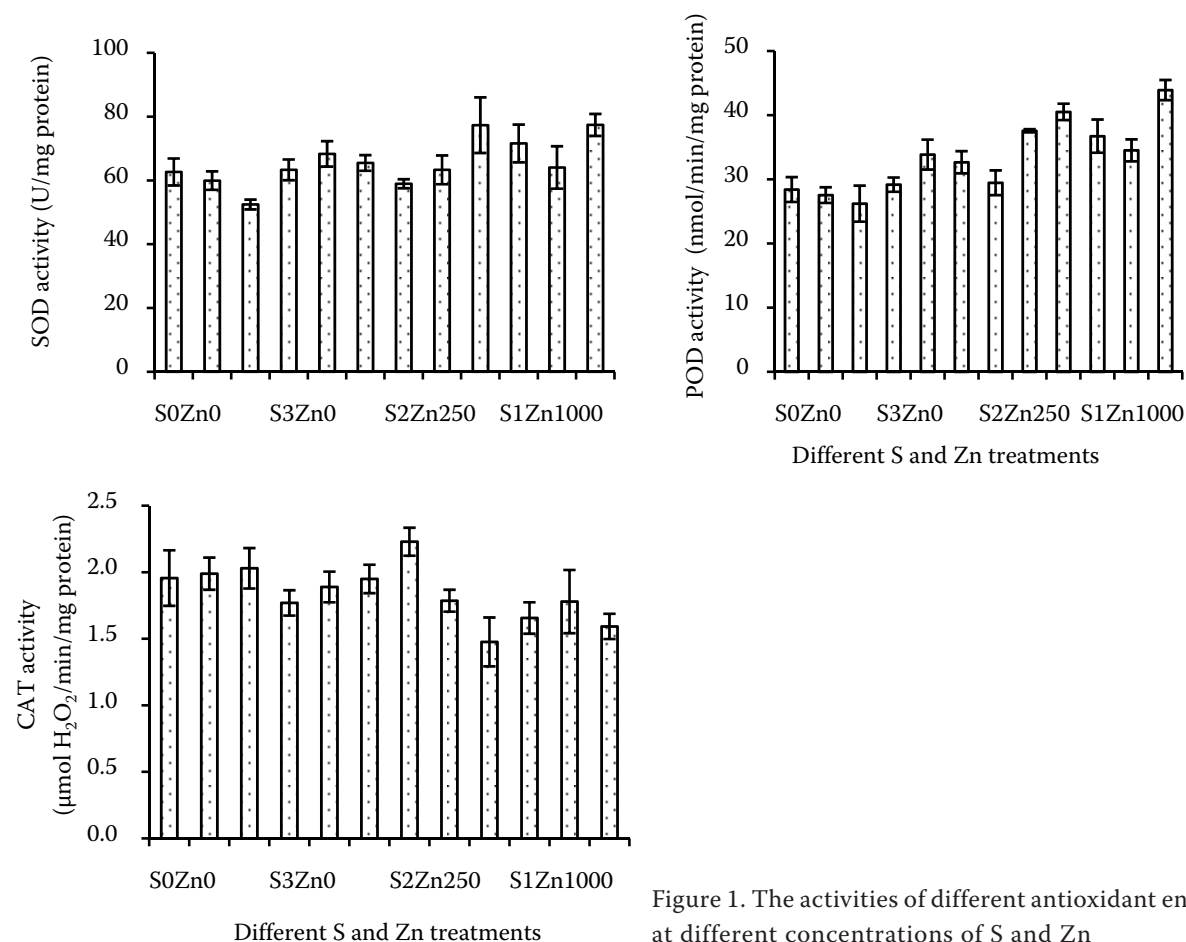 SOD activity (U/mg protein)
100
80
60
40
20
0
S0Zn0 S3Zn0 S2Zn250 S1Zn1000
POD activity (nmol/min/mg protein)
50
40
30
20
10
0
S0Zn0 S3Zn0 S2Zn250 S1Zn1000
Different S and Zn treatments
CAT activity
(μmol H₂O₂/min/mg protein)
2.5
2.0
1.5
1.0
0.5
0.0
S0Zn0 S3Zn0 S2Zn250 S1Zn1000
Different S and Zn treatments
Figure 1. The activities of different antioxidant en
at different concentrations of S and Zn